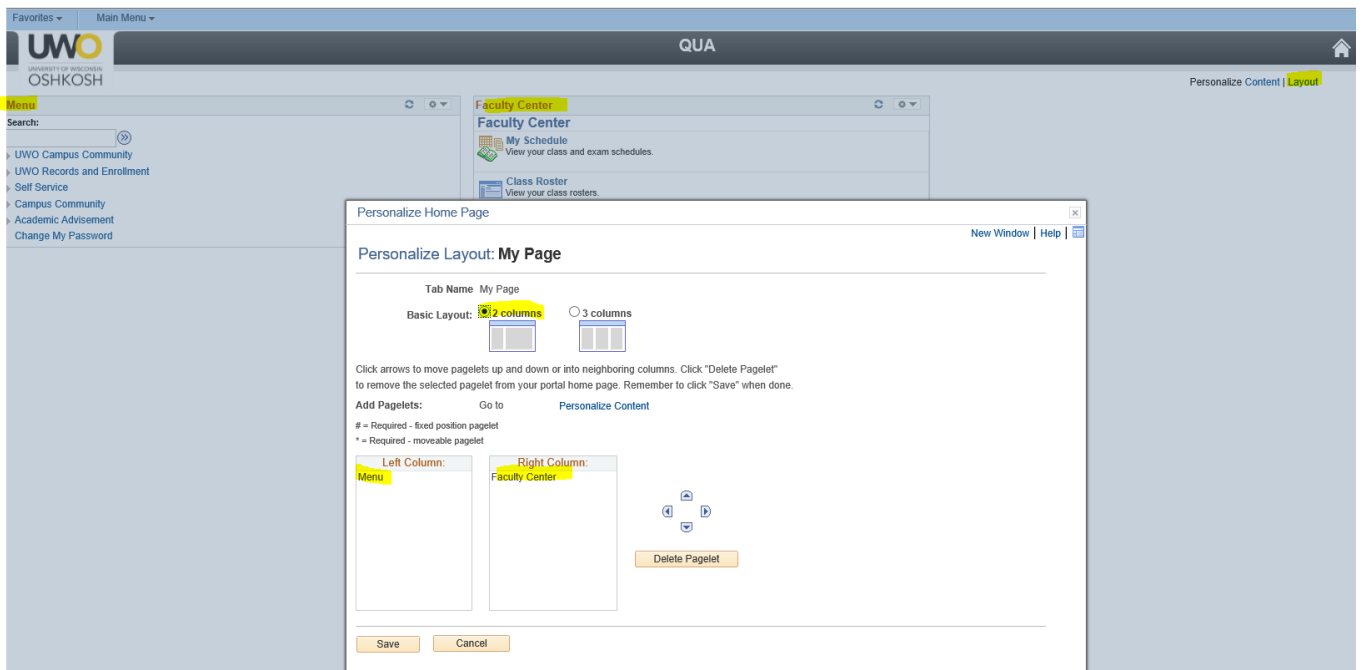 Favorites Main Menu
UWO
UNIVERSITY OF WISCONSIN
OSHKOSH
QUA
Personalize Content | Layout
Menu
Search:
UWO Campus Community
UWO Records and Enrollment
Self Service
Campus Community
Academic Advisement
Change My Password
Faculty Center
Faculty Center
My Schedule
View your class and exam schedules.
Class Roster
View your class rosters.
Personalize Home Page
New Window | Help |
Personalize Layout: My Page
Tab Name My Page
Basic Layout: 2 columns 3 columns
Click arrows to move pagelets up and down or into neighboring columns. Click "Delete Pagelet"
to remove the selected pagelet from your portal home page. Remember to click "Save" when done.
Add Pagelets: Go to Personalize Content
# = Required - fixed position pagelet
* = Required - moveable pagelet
Left Column: Right Column:
Menu Faculty Center
Delete Pagelet
Save Cancel